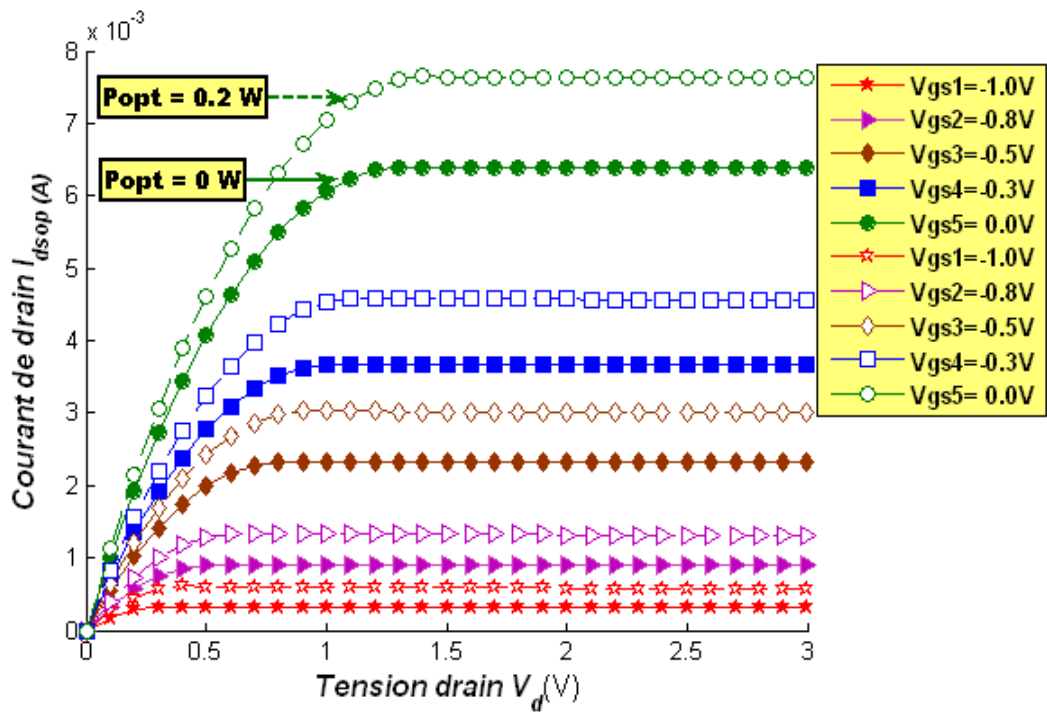 x 10^-3
8
7
6
5
4
3
2
1
0
0
0.5
1
1.5
2
2.5
3
Courant de drain I_dsop (A)
Tension drain V_d(V)
Popt = 0.2 W
Popt = 0 W
Vgs1=-1.0V
Vgs2=-0.8V
Vgs3=-0.5V
Vgs4=-0.3V
Vgs5= 0.0V
Vgs1=-1.0V
Vgs2=-0.8V
Vgs3=-0.5V
Vgs4=-0.3V
Vgs5= 0.0V